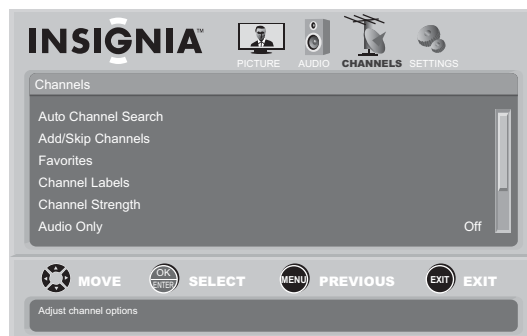 INSIGNIA™
PICTURE AUDIO CHANNELS SETTINGS
Channels
Auto Channel Search
Add/Skip Channels
Favorites
Channel Labels
Channel Strength
Audio Only Off
MOVE OK ENTER SELECT MENU PREVIOUS EXIT EXIT
Adjust channel options